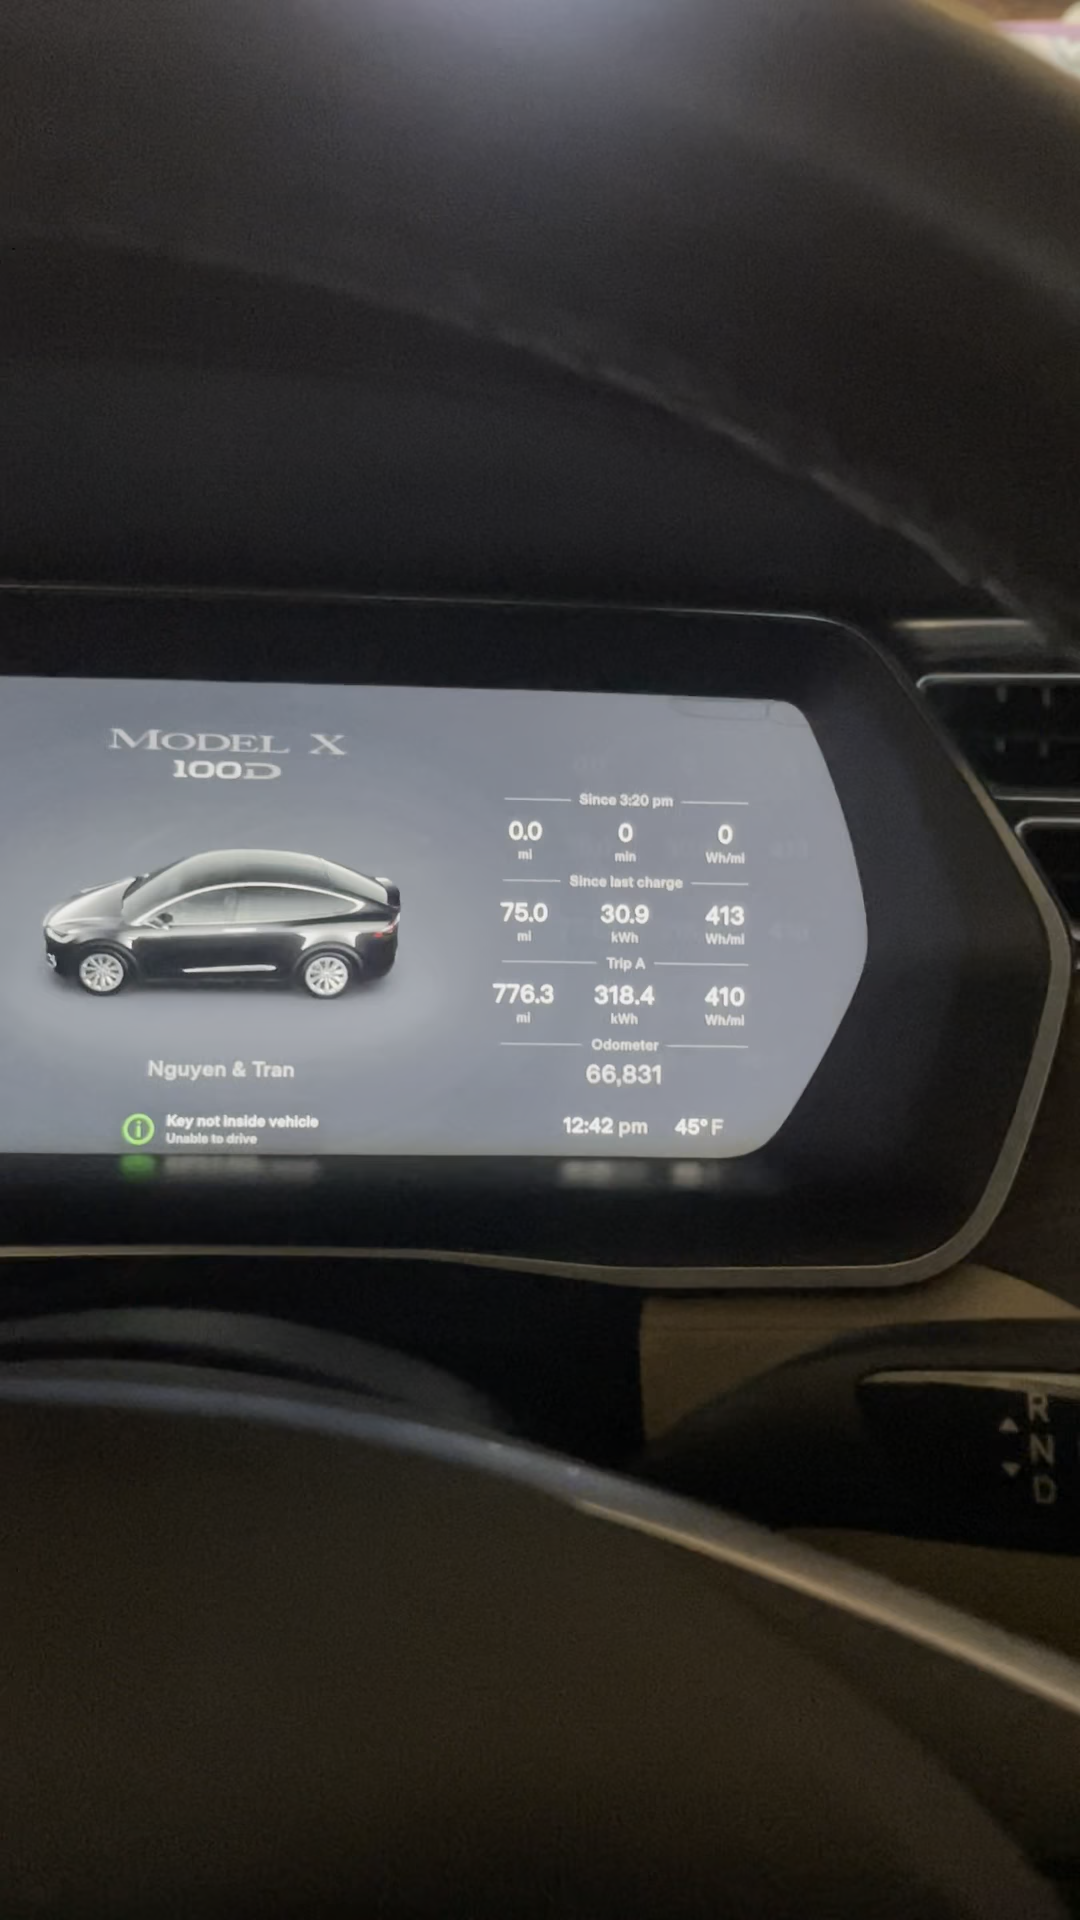 MODEL X
100D
Since 3:20 pm
0.0 0 0
mi min Wh/mi
Since last charge
75.0 30.9 413
mi kWh Wh/mi
Trip A
776.3 318.4 410
mi kWh Wh/mi
Odometer
66,831
Nguyen & Tran
Key not inside vehicle
Unable to drive
12:42 pm 45°F
R
N
D